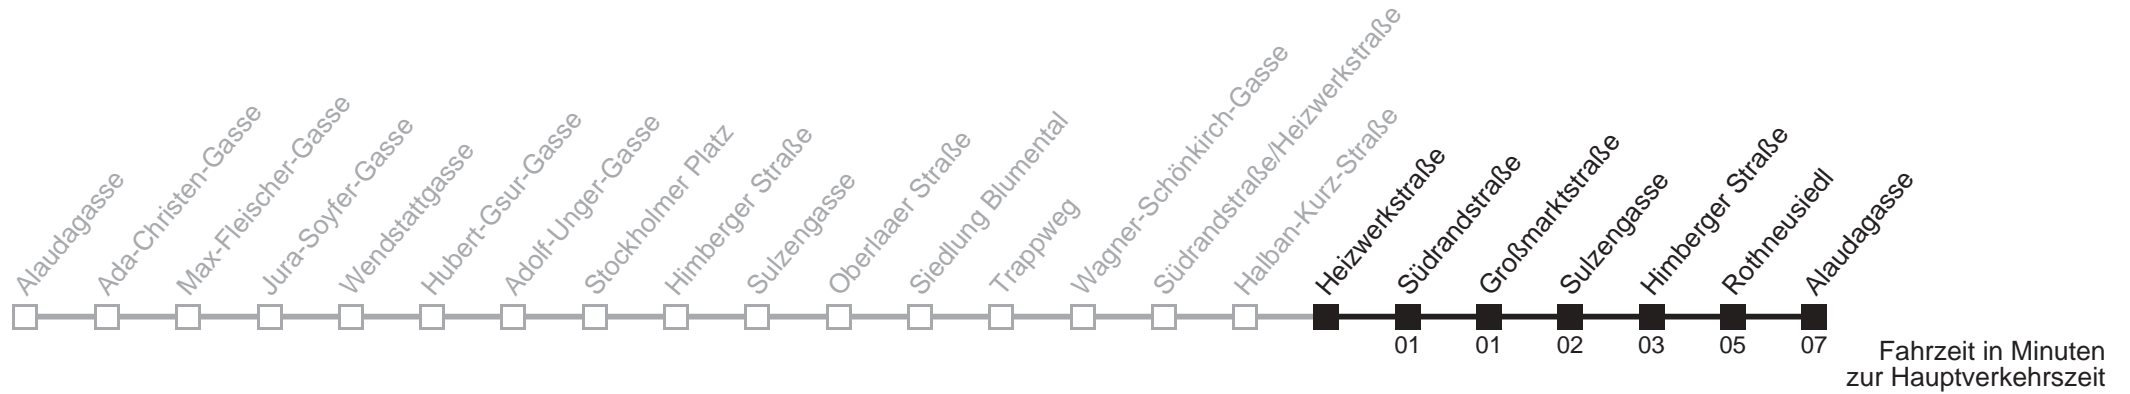 Alaudagasse
Ada-Christen-Gasse
Max-Fleischer-Gasse
Jura-Soyfer-Gasse
Wendstattgasse
Hubert-Gsur-Gasse
Adolf-Unger-Gasse
Stockholmer Platz
Himberger Straße
Sulzengasse
Oberlaaer Straße
Siedlung Blumental
Trappweg
Wagner-Schönkirch-Gasse
Südrandstraße/Heizwerkstraße
Halban-Kurz-Straße
Heizwerkstraße
Südrandstraße
Großmarktstraße
Sulzengasse
Himberger Straße
Rothneusiedl
Alaudagasse
01 01 02 03 05 07
Fahrzeit in Minuten
zur Hauptverkehrszeit